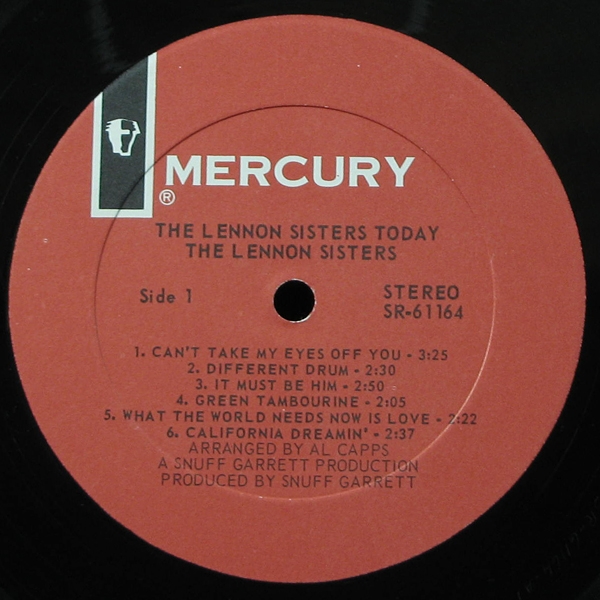 MERCURY
®
THE LENNON SISTERS TODAY
THE LENNON SISTERS
Side 1
STEREO
SR-61164
1. CAN'T TAKE MY EYES OFF YOU - 3:25
2. DIFFERENT DRUM - 2:30
3. IT MUST BE HIM - 2:50
4. GREEN TAMBOURINE - 2:05
5. WHAT THE WORLD NEEDS NOW IS LOVE - 2:22
6. CALIFORNIA DREAMIN' - 2:37
ARRANGED BY AL CAPPS
A SNUFF GARRETT PRODUCTION
PRODUCED BY SNUFF GARRETT